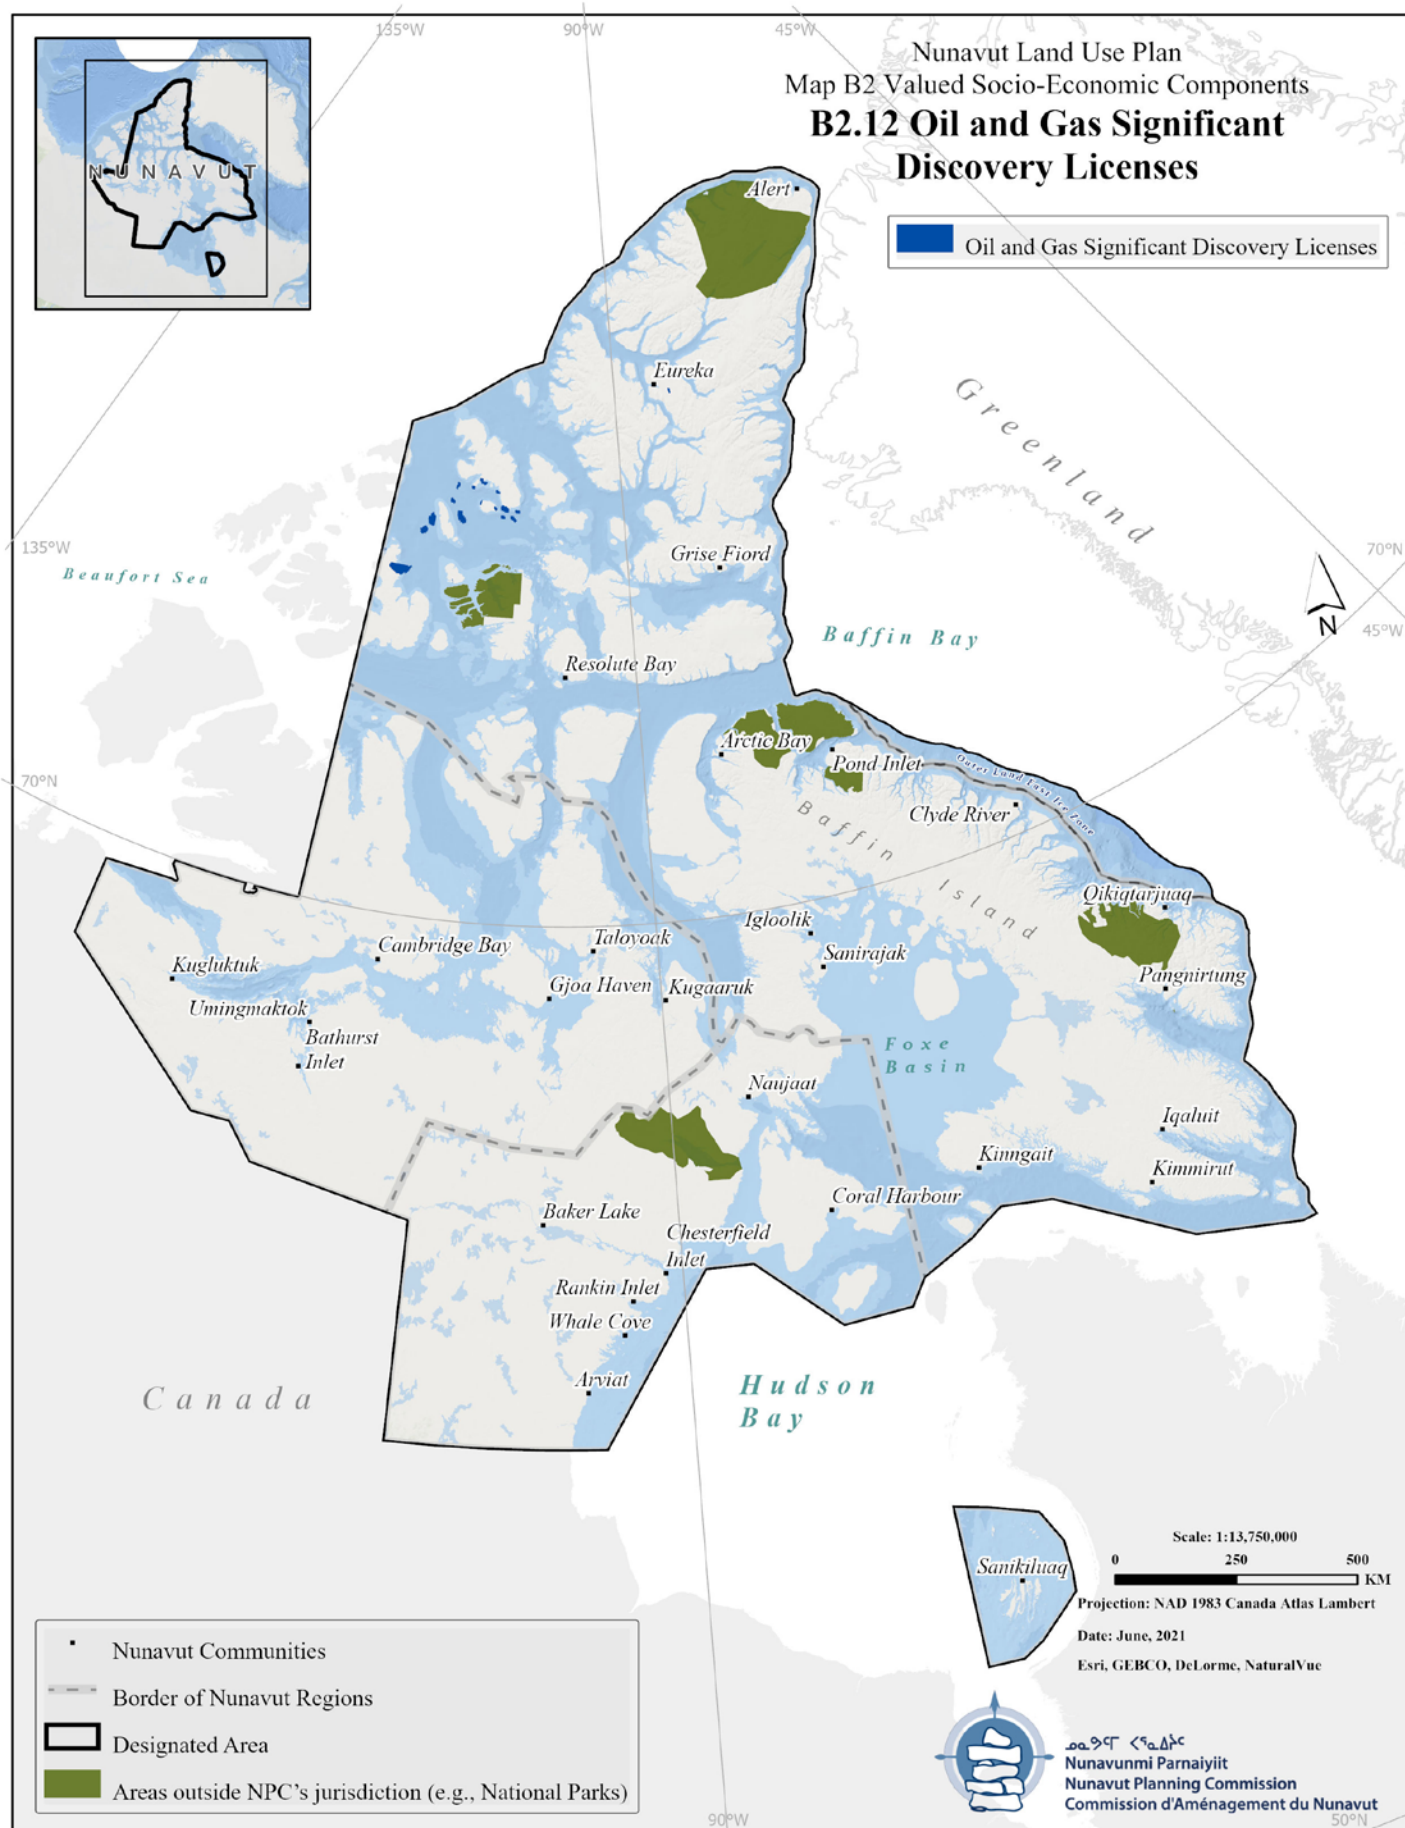 135°W
90°W
45°W
Nunavut Land Use Plan
Map B2 Valued Socio-Economic Components
B2.12 Oil and Gas Significant
Discovery Licenses
Oil and Gas Significant Discovery Licenses
NUNAVUT
Alert
Eureka
Greenland
Grise Fiord
135°W
Beaufort Sea
70°N
45°W
N
Baffin Bay
Resolute Bay
Arctic Bay
Pond Inlet
Outer Land Fast Ice Zone
70°N
Clyde River
Baffin
Island
Qikiqtarjuaq
Igloolik
Taloyoak
Cambridge Bay
Sanirajak
Kugluktuk
Pangnirtung
Gjoa Haven
Kugaaruk
Umingmaktok
Bathurst
Inlet
Foxe
Basin
Naujaat
Iqaluit
Kinngait
Kimmirut
Coral Harbour
Baker Lake
Chesterfield
Inlet
Rankin Inlet
Whale Cove
Arviat
Canada
Hudson
Bay
Sanikiluaq
Scale: 1:13,750,000
0 250 500
KM
Projection: NAD 1983 Canada Atlas Lambert
Date: June, 2021
Esri, GEBCO, DeLorme, NaturalVue
Nunavut Communities
Border of Nunavut Regions
Designated Area
Areas outside NPC's jurisdiction (e.g., National Parks)
ᓄᓇᕗᒻᒥ ᐸᕐᓇᐃᔩᑦ
Nunavunmi Parnaiyiit
Nunavut Planning Commission
Commission d'Aménagement du Nunavut
90°W
50°N